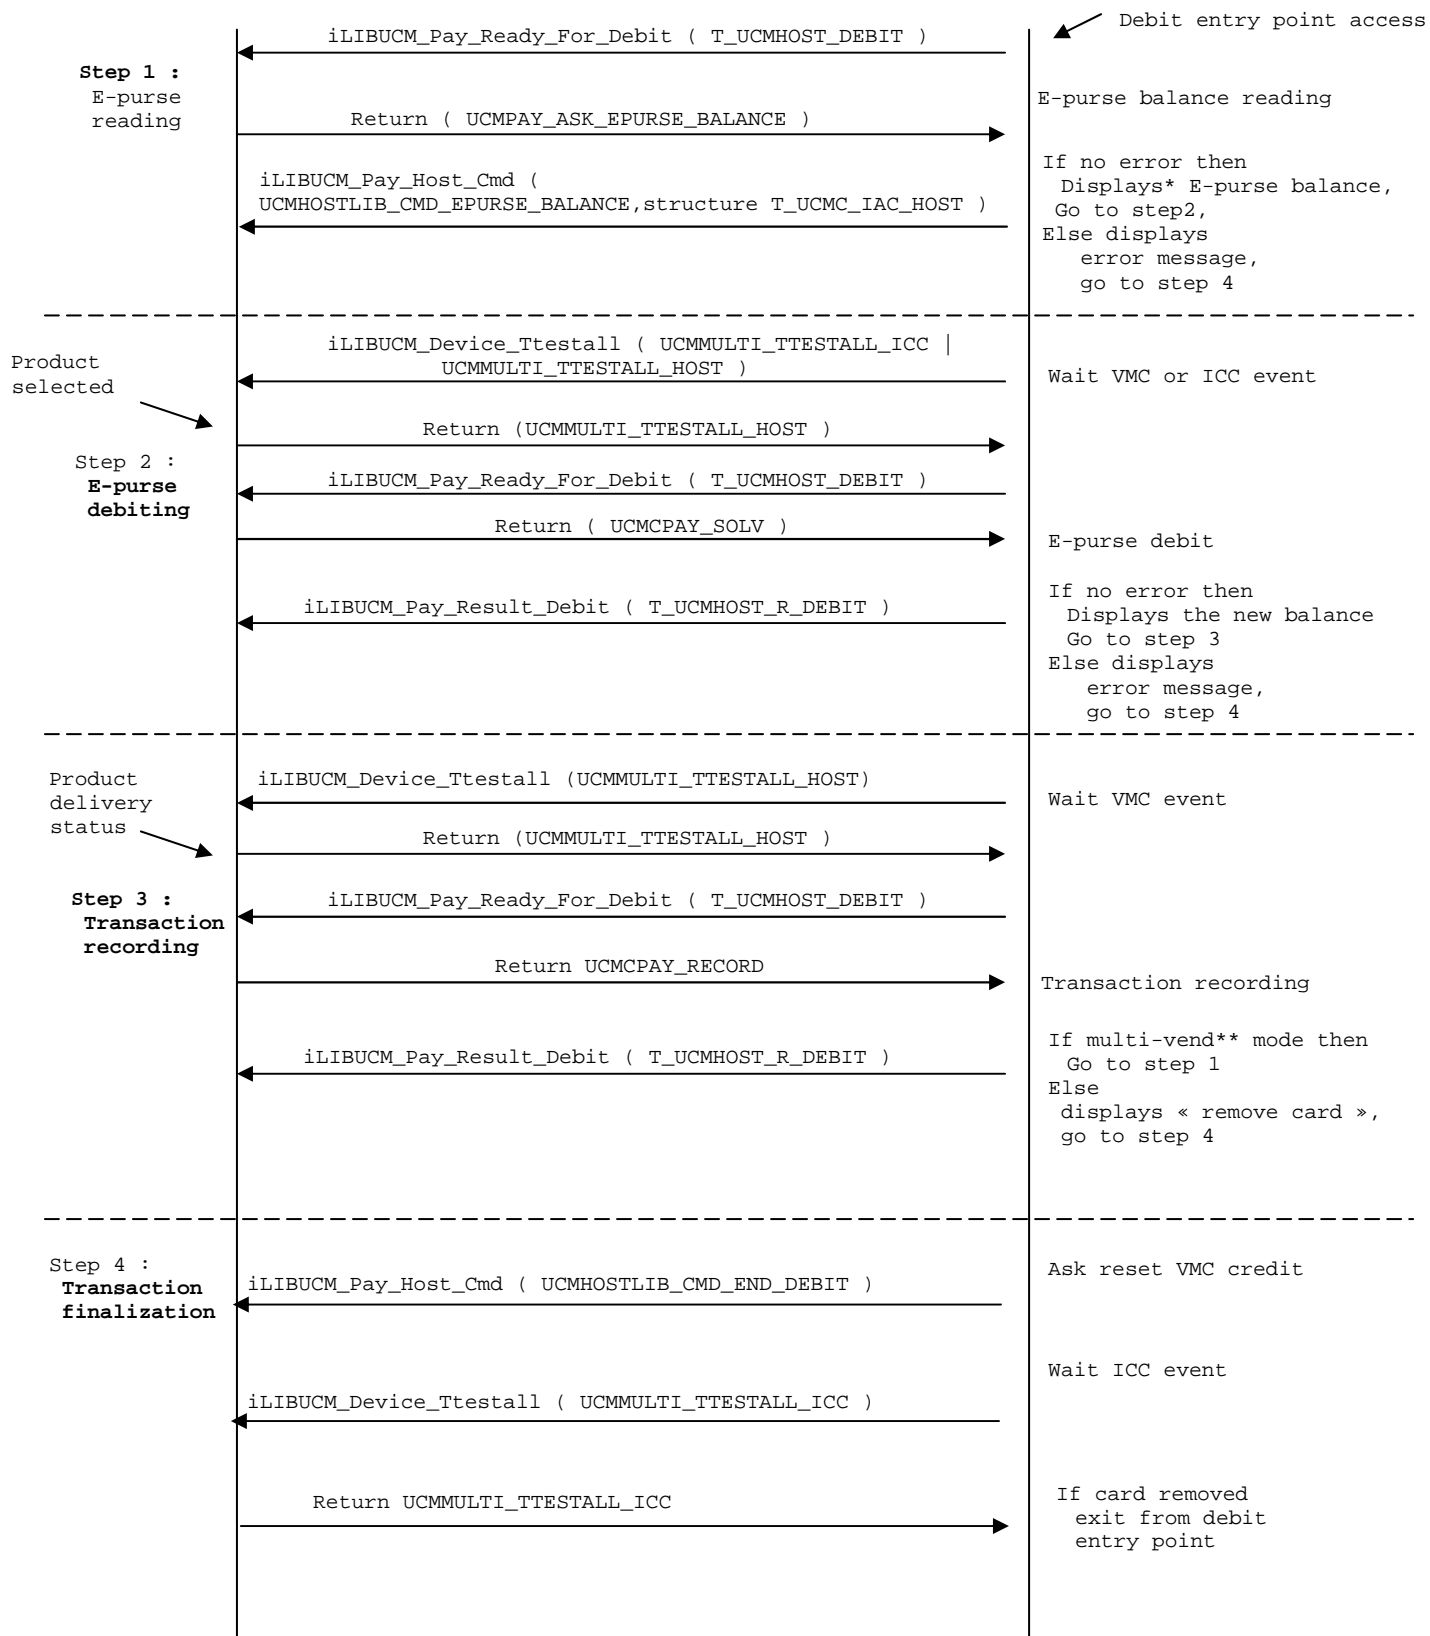 Debit entry point access
iLIBUCM_Pay_Ready_For_Debit ( T_UCMHOST_DEBIT )
Step 1 :
E-purse
reading
E-purse balance reading
Return ( UCMPAY_ASK_EPURSE_BALANCE )
iLIBUCM_Pay_Host_Cmd (
UCMHOSTLIB_CMD_EPURSE_BALANCE,structure T_UCMC_IAC_HOST )
If no error then
Displays* E-purse balance,
Go to step2,
Else displays
error message,
go to step 4
iLIBUCM_Device_Ttestall ( UCMMULTI_TTESTALL_ICC |
UCMMULTI_TTESTALL_HOST )
Product
selected
Wait VMC or ICC event
Return (UCMMULTI_TTESTALL_HOST )
Step 2 :
E-purse
debiting
iLIBUCM_Pay_Ready_For_Debit ( T_UCMHOST_DEBIT )
Return ( UCMCPAY_SOLV )
E-purse debit
iLIBUCM_Pay_Result_Debit ( T_UCMHOST_R_DEBIT )
If no error then
Displays the new balance
Go to step 3
Else displays
error message,
go to step 4
Product
delivery
status
iLIBUCM_Device_Ttestall (UCMMULTI_TTESTALL_HOST)
Wait VMC event
Return (UCMMULTI_TTESTALL_HOST )
Step 3 :
Transaction
recording
iLIBUCM_Pay_Ready_For_Debit ( T_UCMHOST_DEBIT )
Return UCMCPAY_RECORD
Transaction recording
iLIBUCM_Pay_Result_Debit ( T_UCMHOST_R_DEBIT )
If multi-vend** mode then
Go to step 1
Else
displays « remove card »,
go to step 4
Step 4 :
Transaction
finalization
iLIBUCM_Pay_Host_Cmd ( UCMHOSTLIB_CMD_END_DEBIT )
Ask reset VMC credit
Wait ICC event
iLIBUCM_Device_Ttestall ( UCMMULTI_TTESTALL_ICC )
Return UCMMULTI_TTESTALL_ICC
If card removed
exit from debit
entry point